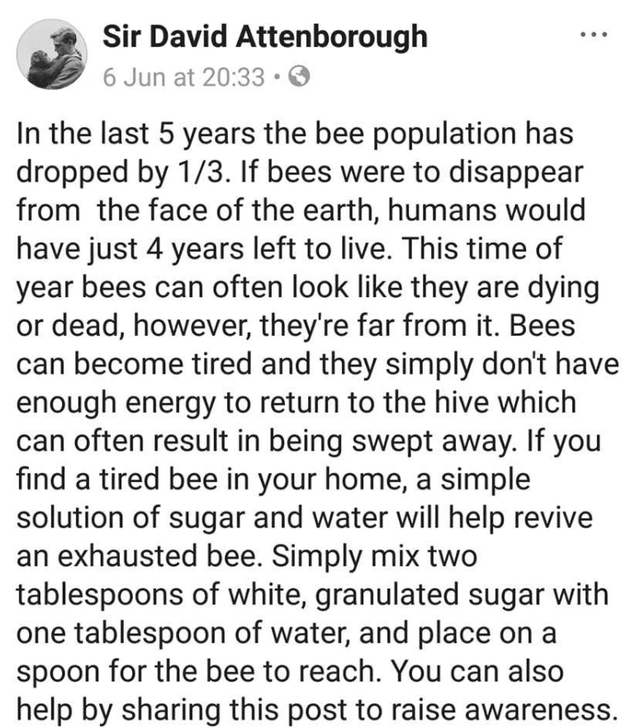 Sir David Attenborough
6 Jun at 20:33 •
In the last 5 years the bee population has
dropped by 1/3. If bees were to disappear
from the face of the earth, humans would
have just 4 years left to live. This time of
year bees can often look like they are dying
or dead, however, they're far from it. Bees
can become tired and they simply don't have
enough energy to return to the hive which
can often result in being swept away. If you
find a tired bee in your home, a simple
solution of sugar and water will help revive
an exhausted bee. Simply mix two
tablespoons of white, granulated sugar with
one tablespoon of water, and place on a
spoon for the bee to reach. You can also
help by sharing this post to raise awareness.